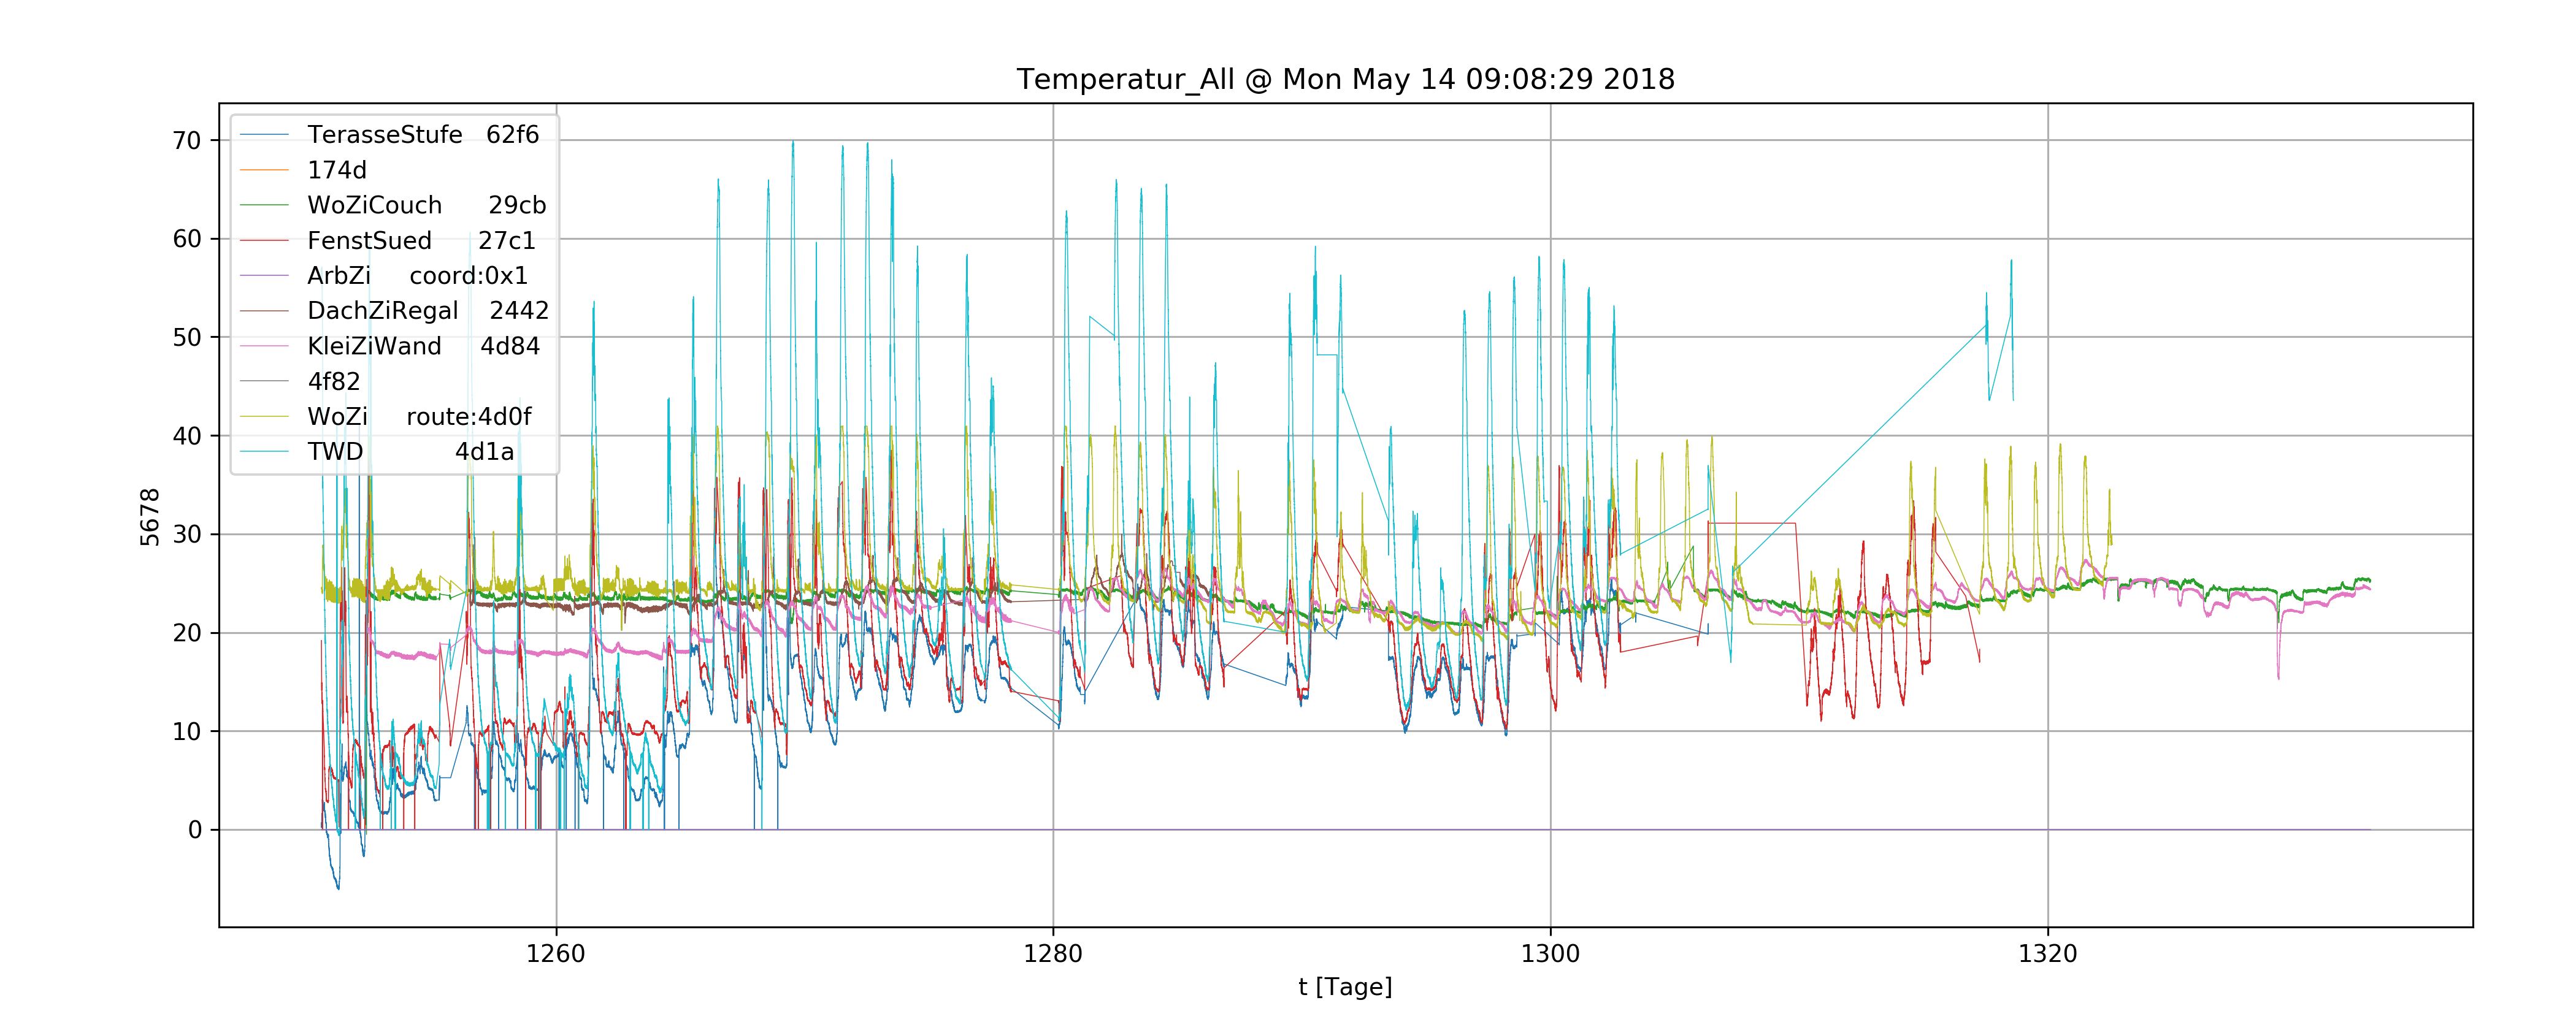 Temperatur_All @ Mon May 14 09:08:29 2018
70
60
50
40
30
20
10
0
5678
TerasseStufe 62f6
174d
WoZiCouch 29cb
FenstSued 27c1
ArbZi coord:0x1
DachZiRegal 2442
KleiZiWand 4d84
4f82
WoZi route:4d0f
TWD 4d1a
1260 1280 1300 1320
t [Tage]